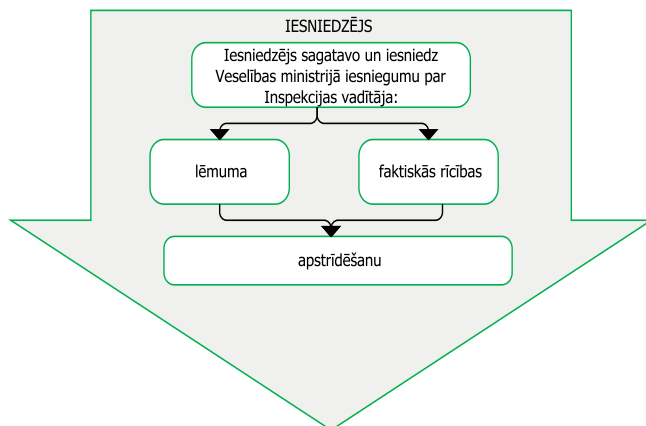 IESNIEDZĒJS
Iesniedzējs sagatavo un iesniedz
Veselības ministrijā iesniegumu par
Inspekcijas vadītāja:
lēmuma
faktiskās rīcības
apstrīdēšanu